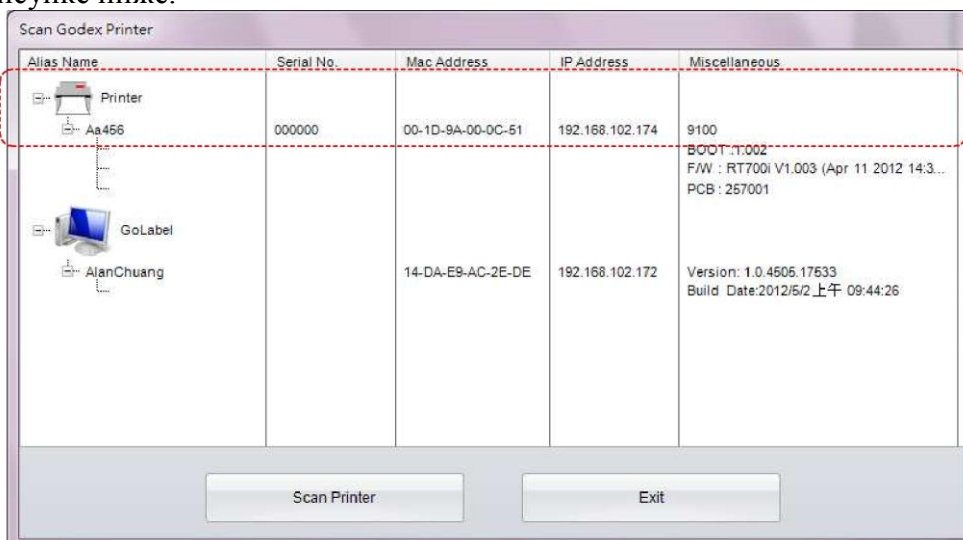 рисунке ниже:
Scan Godex Printer
Alias Name Serial No. Mac Address IP Address Miscellaneous
Printer
Aa456 000000 00-1D-9A-00-0C-51 192.168.102.174 9100
BOOT :1.002
F/W : RT700i V1.003 (Apr 11 2012 14:3...
PCB : 257001
GoLabel
AlanChuang 14-DA-E9-AC-2E-DE 192.168.102.172 Version: 1.0.4505.17533
Build Date:2012/5/2 上午 09:44:26
Scan Printer Exit